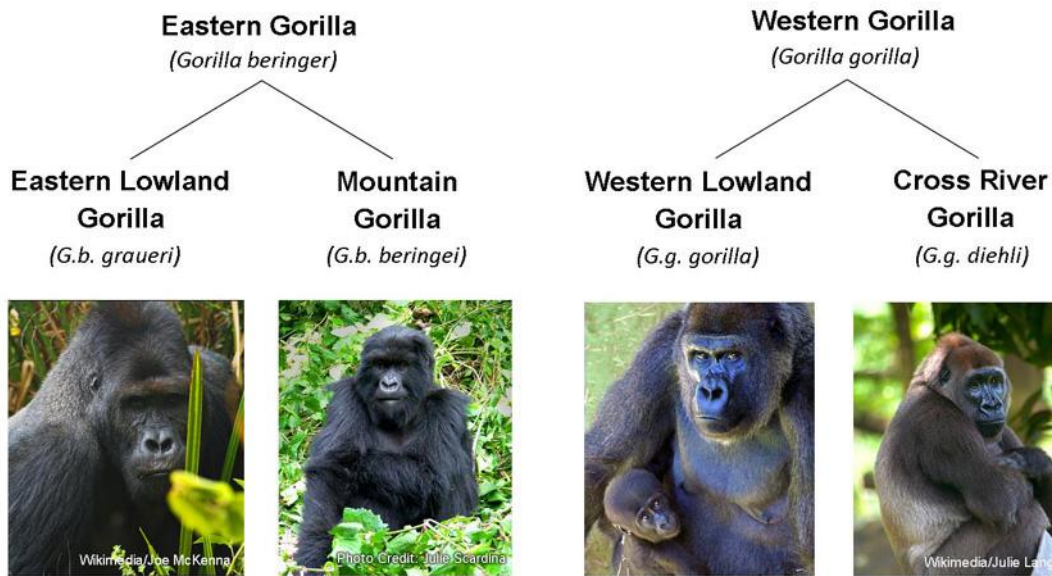 Eastern Gorilla
(Gorilla beringer)
Western Gorilla
(Gorilla gorilla)
Eastern Lowland
Gorilla
(G.b. graueri)
Mountain
Gorilla
(G.b. beringei)
Western Lowland
Gorilla
(G.g. gorilla)
Cross River
Gorilla
(G.g. diehli)
Wikimedia/Joe McKenna
Photo Credit: Julie Scardina
Wikimedia/Julie Lang